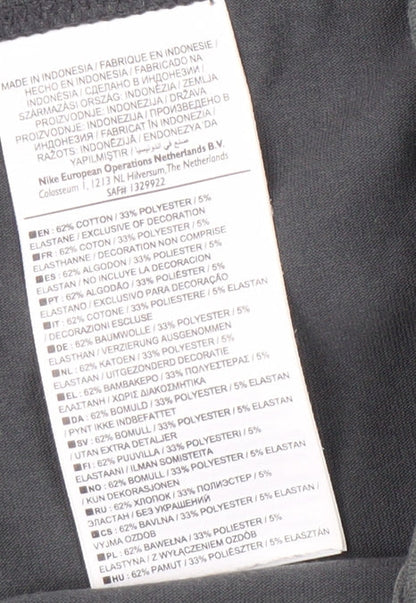 MADE IN INDONESIA / FABRIQUE EN INDONESIE /
HECHO EN INDONESIA / FABRICADO NA
INDONÉSIA / СДЕЛАНО В ИНДОНЕЗИИ /
SZÁRMAZÁSI ORSZÁG: INDONÉZIA / ZEMLJA
PROIZVODNJE: INDONEZIJA / DRŽAVA
PROIZVODNJE: INDONEZIJA / ПРОИЗВЕДЕНО В
ИНДОНЕЗИЯ / FABRICAT ÎN INDONEZIA /
RAŽOTS: INDONĒZIJĀ / ENDONEZYA'DA
YAPILMIŞTIR / صنع في اندونيسيا
Nike European Operations Netherlands B.V.
Colosseum 1, 1213 NL Hilversum, The Netherlands
SAF# 1329922
EN : 62% COTTON / 33% POLYESTER / 5%
ELASTANE / EXCLUSIVE OF DECORATION
FR : 62% COTON / 33% POLYESTER / 5%
ELASTHANNE / DECORATION NON COMPRISE
ES : 62% ALGODÓN / 33% POLIÉSTER / 5%
ELASTAN / NO INCLUYE LA DECORACION
PT : 62% ALGODÃO / 33% POLIÉSTER / 5%
ELASTANO / EXCLUSIVO PARA DECORAÇÃO
IT : 62% COTONE / 33% POLIESTERE / 5% ELASTAN
/ DECORAZIONI ESCLUSE
DE : 62% BAUMWOLLE / 33% POLYESTER / 5%
ELASTHAN / VERZIERUNG AUSGENOMMEN
NL : 62% KATOEN / 33% POLYESTER / 5%
ELASTAAN / UITGEZONDERD DECORATIE
EL : 62% ΒΑΜΒΑΚΕΡΟ / 33% ΠΟΛΥΕΣΤΕΡΑΣ / 5%
ΕΛΑΣΤΑΝΗ / ΧΩΡΙΣ ΔΙΑΚΟΣΜΗΤΙΚΑ
DA : 62% BOMULD / 33% POLYESTER / 5% ELASTAN
/ PYNT IKKE INDBEFATTET
SV : 62% BOMULL / 33% POLYESTER / 5% ELASTAN
/ UTAN EXTRA DETALJER
FI : 62% PUUVILLA / 33% POLYESTERI / 5%
ELASTAANI / ILMAN SOMISTEITA
NO : 62% BOMULL / 33% POLYESTER / 5% ELASTAN
/ KUN DEKORASJONEN
RU : 62% ХЛОПОК / 33% ПОЛИЭСТЕР / 5%
ЭЛАСТАН / БЕЗ УКРАШЕНИЙ
CS : 62% BAVLNA / 33% POLYESTER / 5% ELASTAN /
VYJMA OZDOB
PL : 62% BAWEŁNA / 33% POLIESTER / 5%
ELASTYNA / Z WYŁĄCZENIEM OZDOB
HU : 62% PAMUT / 33% POLIÉSZTER / 5% ELASZTÁN